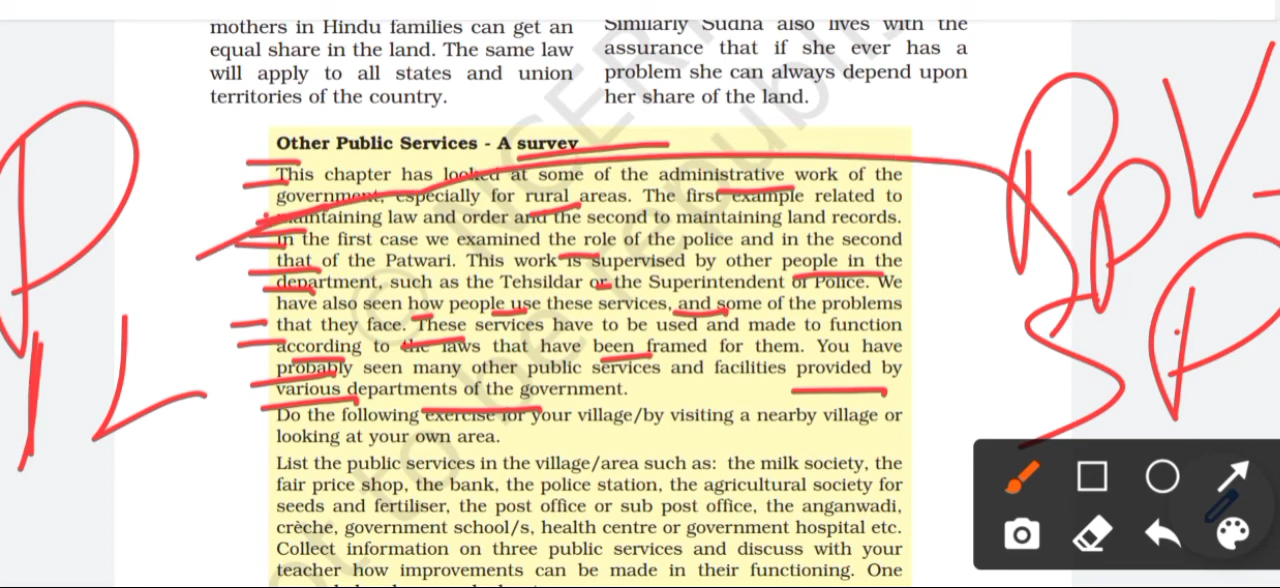 mothers in Hindu families can get an
equal share in the land. The same law
will apply to all states and union
territories of the country.
Similarly Sudha also lives with the
assurance that if she ever has a
problem she can always depend upon
her share of the land.
Other Public Services - A survey
This chapter has looked at some of the administrative work of the
government, especially for rural areas. The first example related to
maintaining law and order and the second to maintaining land records.
In the first case we examined the role of the police and in the second
that of the Patwari. This work is supervised by other people in the
department, such as the Tehsildar or the Superintendent of Police. We
have also seen how people use these services, and some of the problems
that they face. These services have to be used and made to function
according to the laws that have been framed for them. You have
probably seen many other public services and facilities provided by
various departments of the government.
Do the following exercise for your village/by visiting a nearby village or
looking at your own area.
List the public services in the village/area such as: the milk society, the
fair price shop, the bank, the police station, the agricultural society for
seeds and fertiliser, the post office or sub post office, the anganwadi,
crèche, government school/s, health centre or government hospital etc.
Collect information on three public services and discuss with your
teacher how improvements can be made in their functioning. One